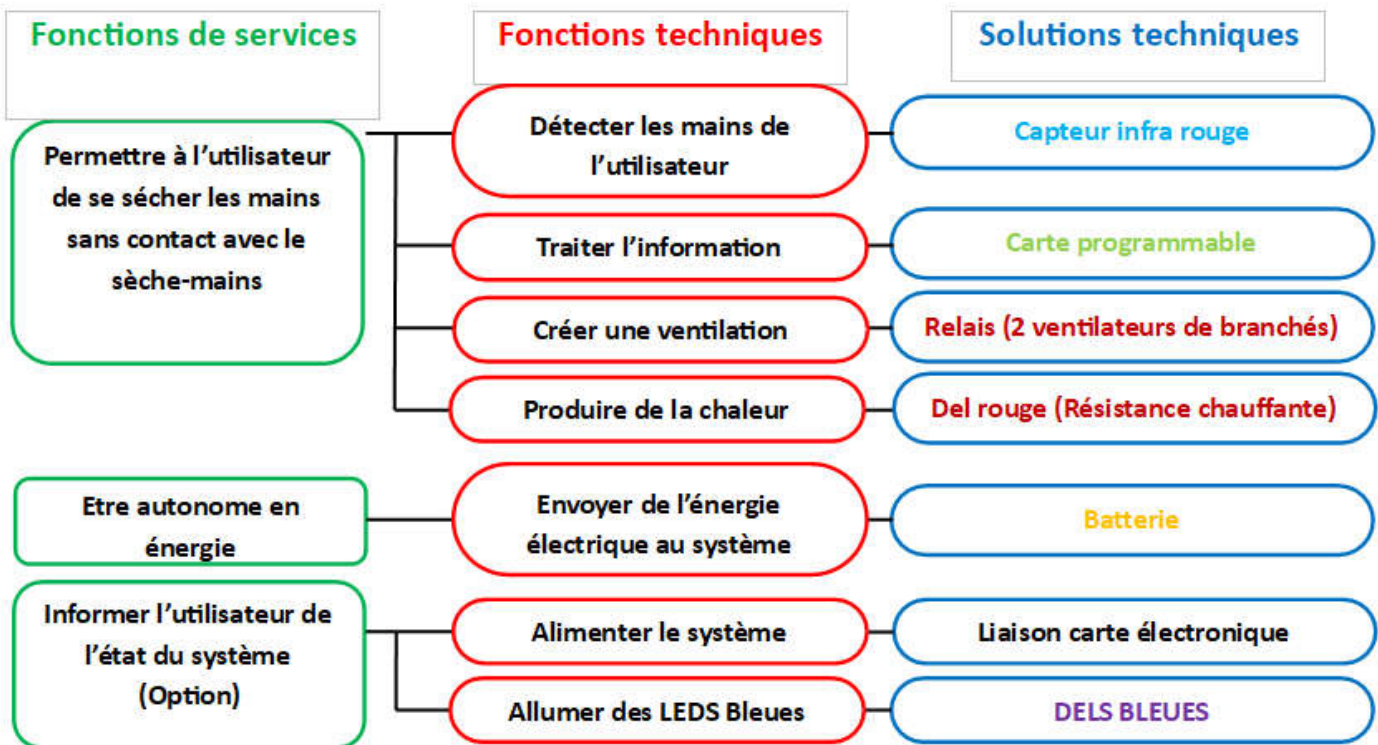 Fonctions de services
Fonctions techniques
Solutions techniques
Permettre à l'utilisateur
de se sécher les mains
sans contact avec le
sèche-mains
Détecter les mains de
l'utilisateur
Capteur infra rouge
Traiter l'information
Carte programmable
Créer une ventilation
Relais (2 ventilateurs de branchés)
Produire de la chaleur
Del rouge (Résistance chauffante)
Etre autonome en
énergie
Envoyer de l'énergie
électrique au système
Batterie
Informer l'utilisateur de
l'état du système
(Option)
Alimenter le système
Liaison carte électronique
Allumer des LEDS Bleues
DELS BLEUES